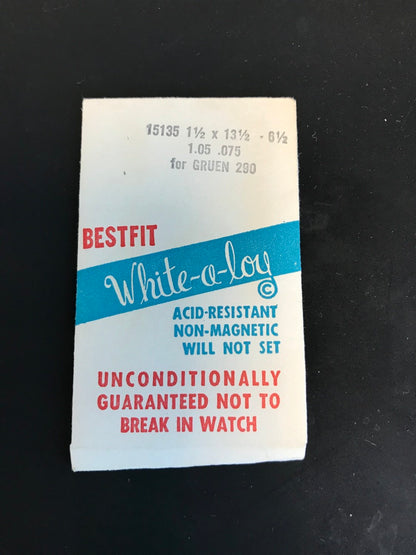 15135 1½ x 13½ - 6½
1.05 .075
for GRUEN 290
BESTFIT
White-a-loy
©
ACID-RESISTANT
NON-MAGNETIC
WILL NOT SET
UNCONDITIONALLY
GUARANTEED NOT TO
BREAK IN WATCH